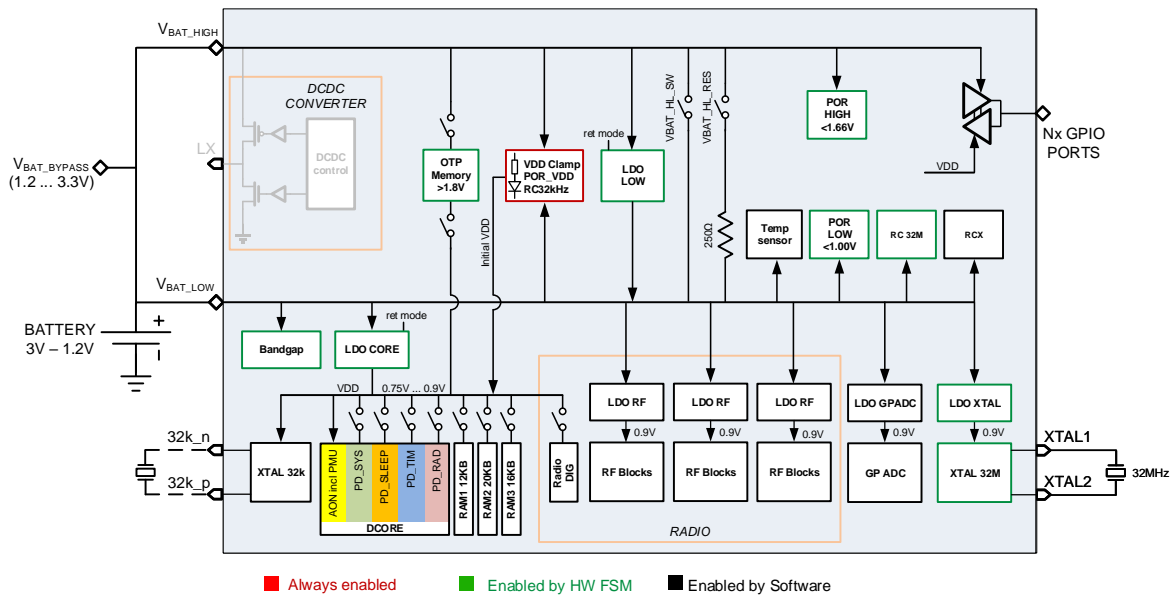 VBAT_HIGH
DCDC
CONVERTER
LX
DCDC
control
VBAT_BYPASS
(1.2 ... 3.3V)
OTP
Memory
>1.8V
VDD Clamp
POR_VDD
RC32kHz
ret mode
LDO
LOW
VBAT_HL_SW
VBAT_HL_RES
POR
HIGH
<1.66V
VDD
Nx GPIO
PORTS
Initial VDD
250Ω
Temp
sensor
POR
LOW
<1.00V
RC 32M
RCX
VBAT_LOW
BATTERY
3V – 1.2V
+
Bandgap
LDO CORE
ret mode
VDD
0.75V ... 0.9V
LDO RF
LDO RF
LDO RF
LDO GPADC
LDO XTAL
0.9V
0.9V
0.9V
0.9V
0.9V
32k_n
32k_p
XTAL 32k
AON incl PMU
PD_SYS
PD_SLEEP
PD_TIM
PD_RAD
DCORE
RAM1 12KB
RAM2 20KB
RAM3 16KB
Radio
DIG
RF Blocks
RF Blocks
RF Blocks
GP ADC
XTAL 32M
XTAL1
XTAL2
32MHz
RADIO
Always enabled
Enabled by HW FSM
Enabled by Software